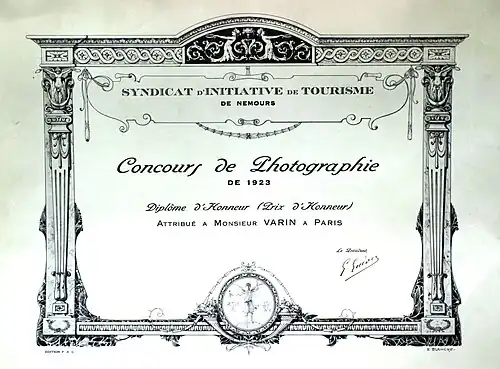 SYNDICAT D'INITIATIVE DE TOURISME
DE NEMOURS
Concours de Photographie
DE 1923
Diplôme d'Honneur (Prix d'Honneur)
ATTRIBUÉ A MONSIEUR VARIN A PARIS
Le Président